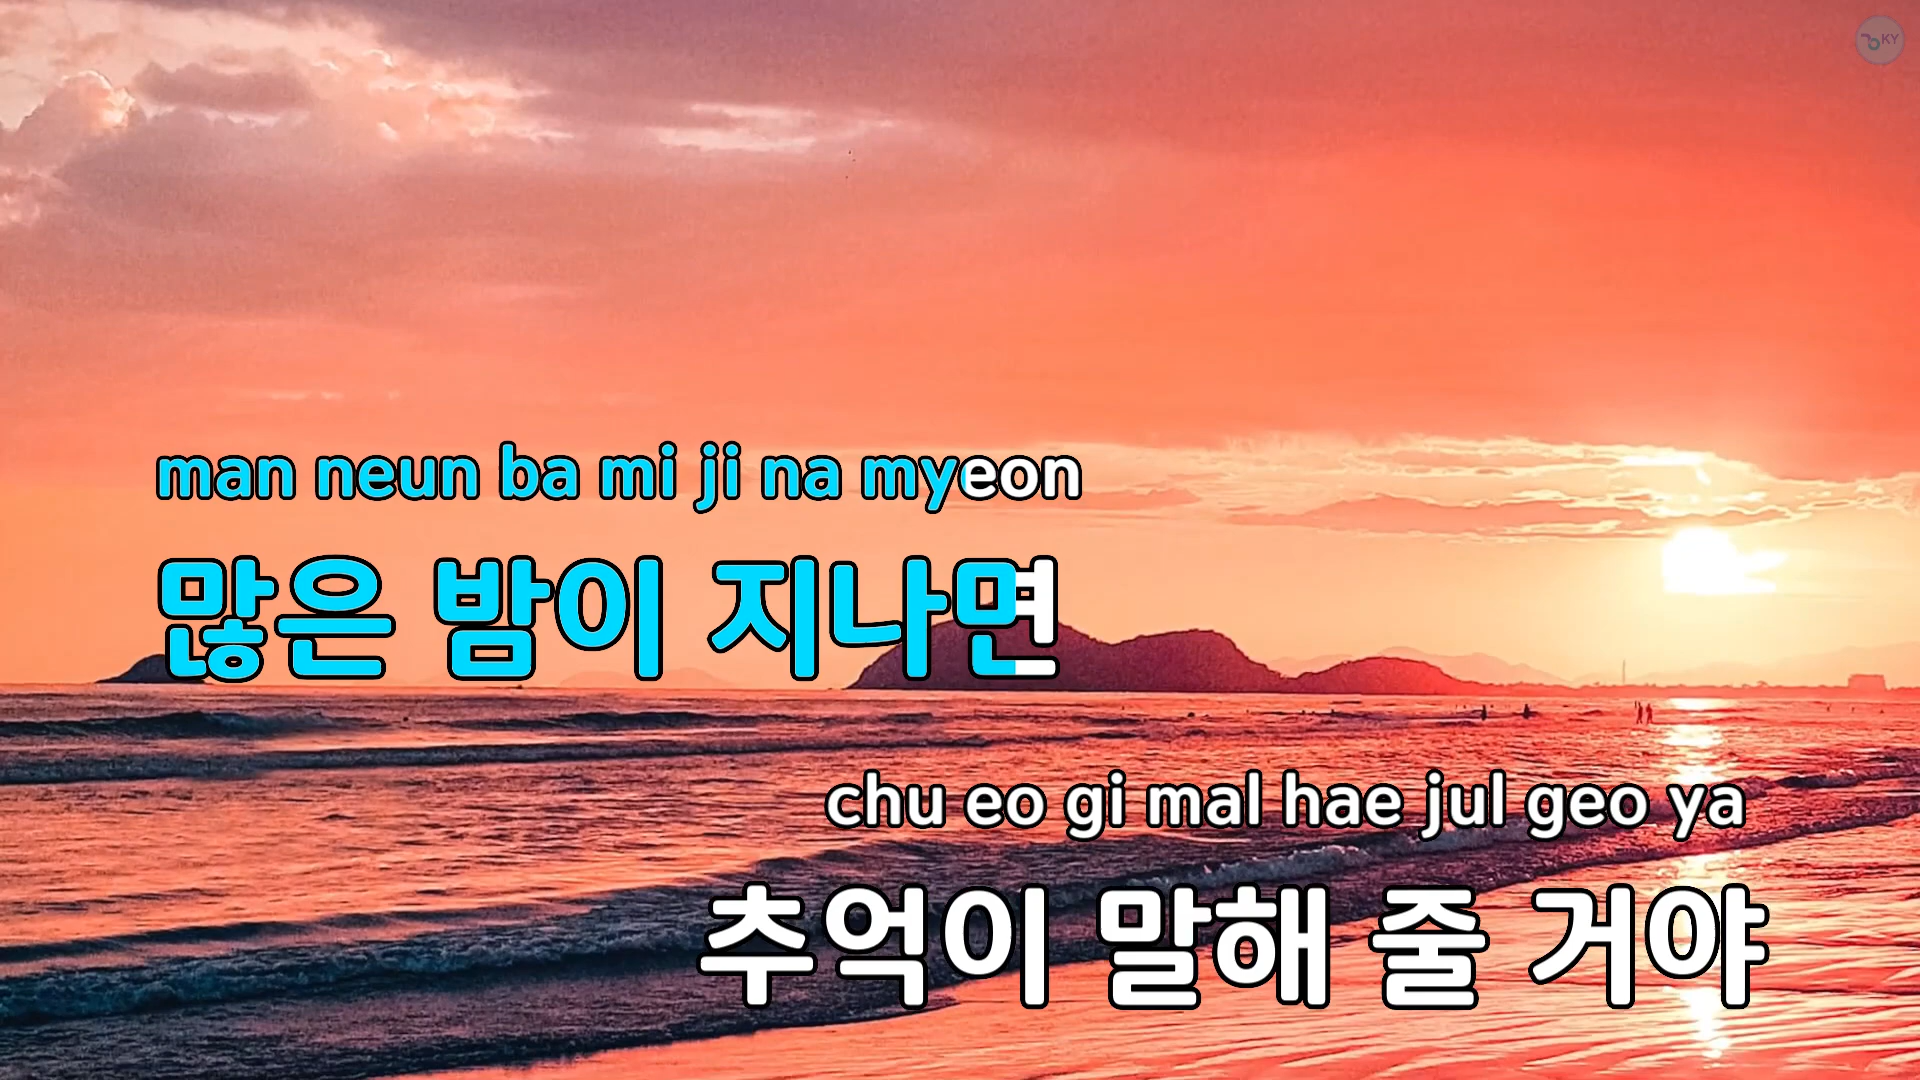 KY
man neun ba mi ji na myeon
많은 밤이 지나면
chu eo gi mal hae jul geo ya
추억이 말해 줄 거야